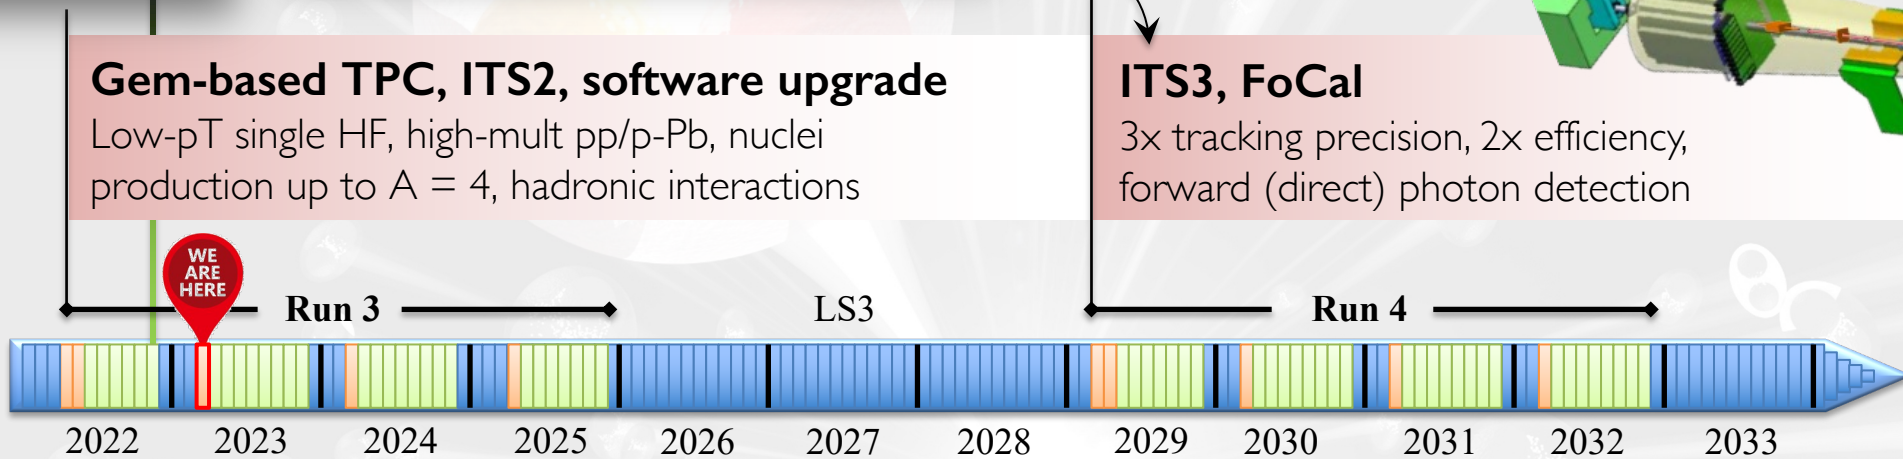 Gem-based TPC, ITS2, software upgrade
Low-pT single HF, high-mult pp/p-Pb, nuclei
production up to A = 4, hadronic interactions
ITS3, FoCal
3x tracking precision, 2x efficiency,
forward (direct) photon detection
WE
ARE
HERE
Run 3
LS3
Run 4
2022 2023 2024 2025 2026 2027 2028 2029 2030 2031 2032 2033